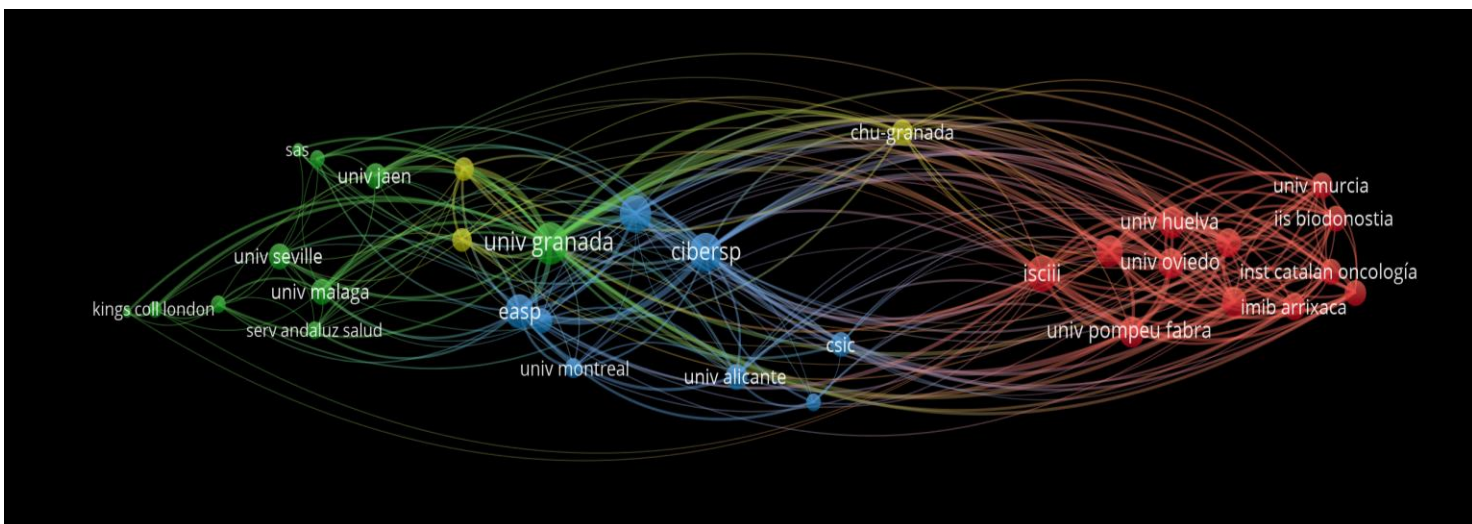 chu-granada
sas
univ jaen
univ murcia
iis biodonostia
univ huelva
univ granada
cibersp
univ seville
univ oviedo
isciii
inst catalan oncología
univ malaga
kings coll london
easp
imib arrixaca
serv andaluz salud
univ pompeu fabra
csic
univ montreal
univ alicante